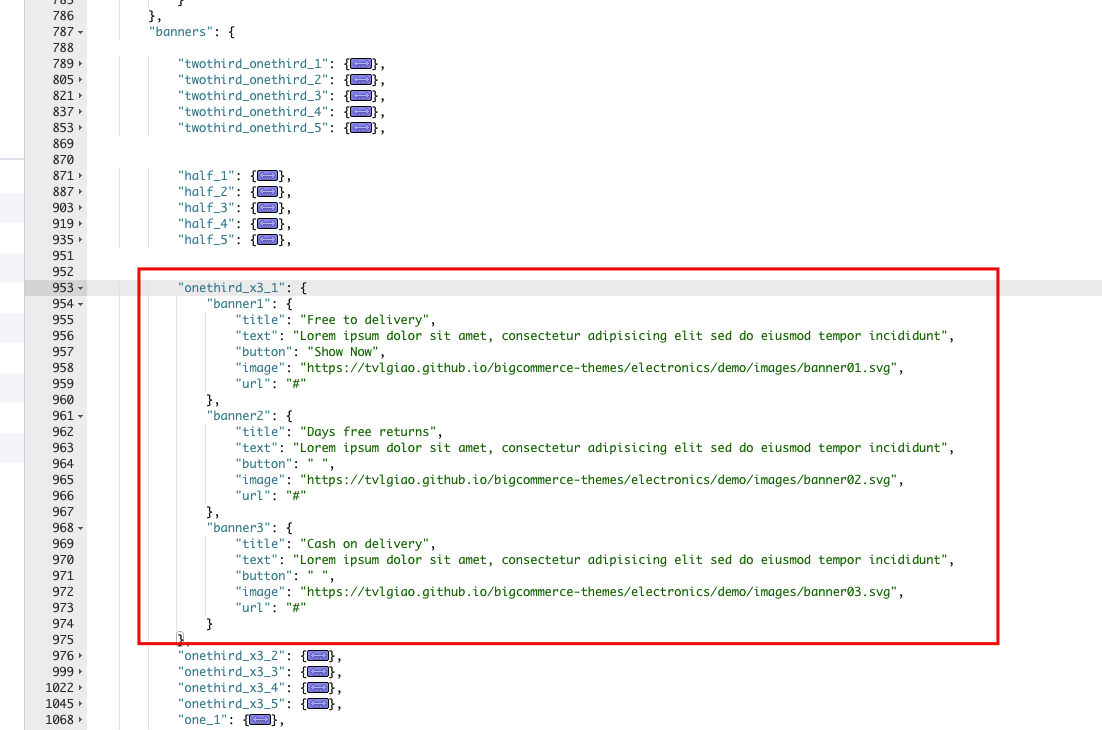 785 }
786 },
787 "banners": {
788
789 "twothird_onethird_1": {↔},
805 "twothird_onethird_2": {↔},
821 "twothird_onethird_3": {↔},
837 "twothird_onethird_4": {↔},
853 "twothird_onethird_5": {↔},
869
870
871 "half_1": {↔},
887 "half_2": {↔},
903 "half_3": {↔},
919 "half_4": {↔},
935 "half_5": {↔},
951
952
953 "onethird_x3_1": {
954 "banner1": {
955 "title": "Free to delivery",
956 "text": "Lorem ipsum dolor sit amet, consectetur adipisicing elit sed do eiusmod tempor incididunt",
957 "button": "Show Now",
958 "image": "https://tvlgiao.github.io/bigcommerce-themes/electronics/demo/images/banner01.svg",
959 "url": "#"
960 },
961 "banner2": {
962 "title": "Days free returns",
963 "text": "Lorem ipsum dolor sit amet, consectetur adipisicing elit sed do eiusmod tempor incididunt",
964 "button": " ",
965 "image": "https://tvlgiao.github.io/bigcommerce-themes/electronics/demo/images/banner02.svg",
966 "url": "#"
967 },
968 "banner3": {
969 "title": "Cash on delivery",
970 "text": "Lorem ipsum dolor sit amet, consectetur adipisicing elit sed do eiusmod tempor incididunt",
971 "button": " ",
972 "image": "https://tvlgiao.github.io/bigcommerce-themes/electronics/demo/images/banner03.svg",
973 "url": "#"
974 }
975 },
976 "onethird_x3_2": {↔},
999 "onethird_x3_3": {↔},
1022 "onethird_x3_4": {↔},
1045 "onethird_x3_5": {↔},
1068 "one_1": {↔},